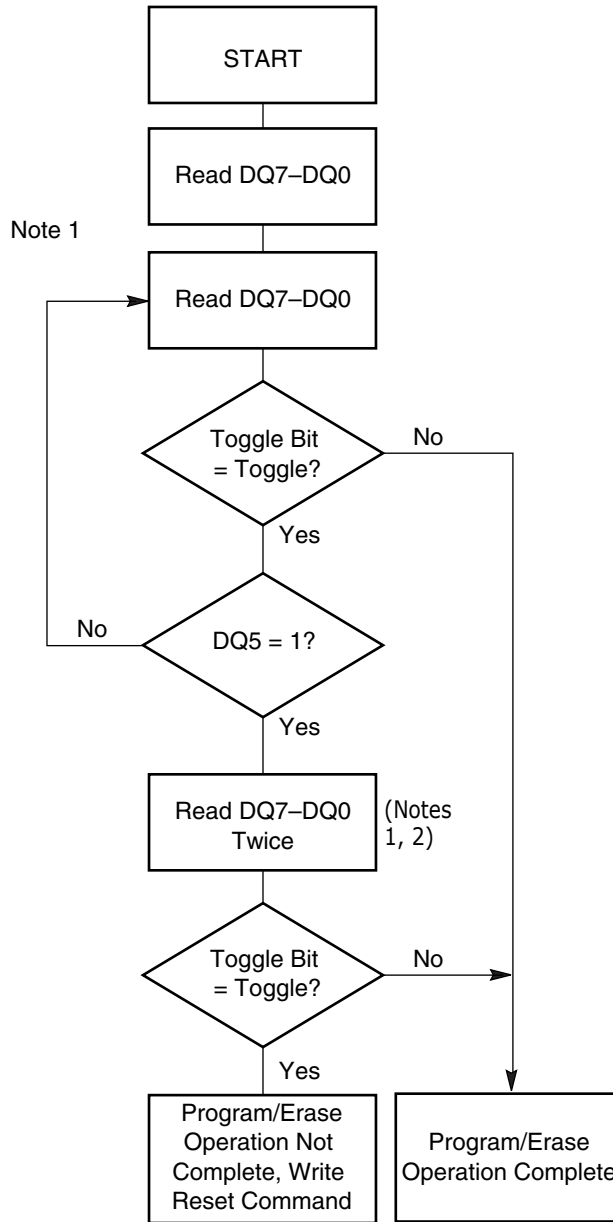 START
Read DQ7–DQ0
Note 1
Read DQ7–DQ0
Toggle Bit
= Toggle?
No
Yes
No
DQ5 = 1?
Yes
Read DQ7–DQ0
Twice
(Notes
1, 2)
Toggle Bit
= Toggle?
No
Yes
Program/Erase
Operation Not
Complete, Write
Reset Command
Program/Erase
Operation Complete